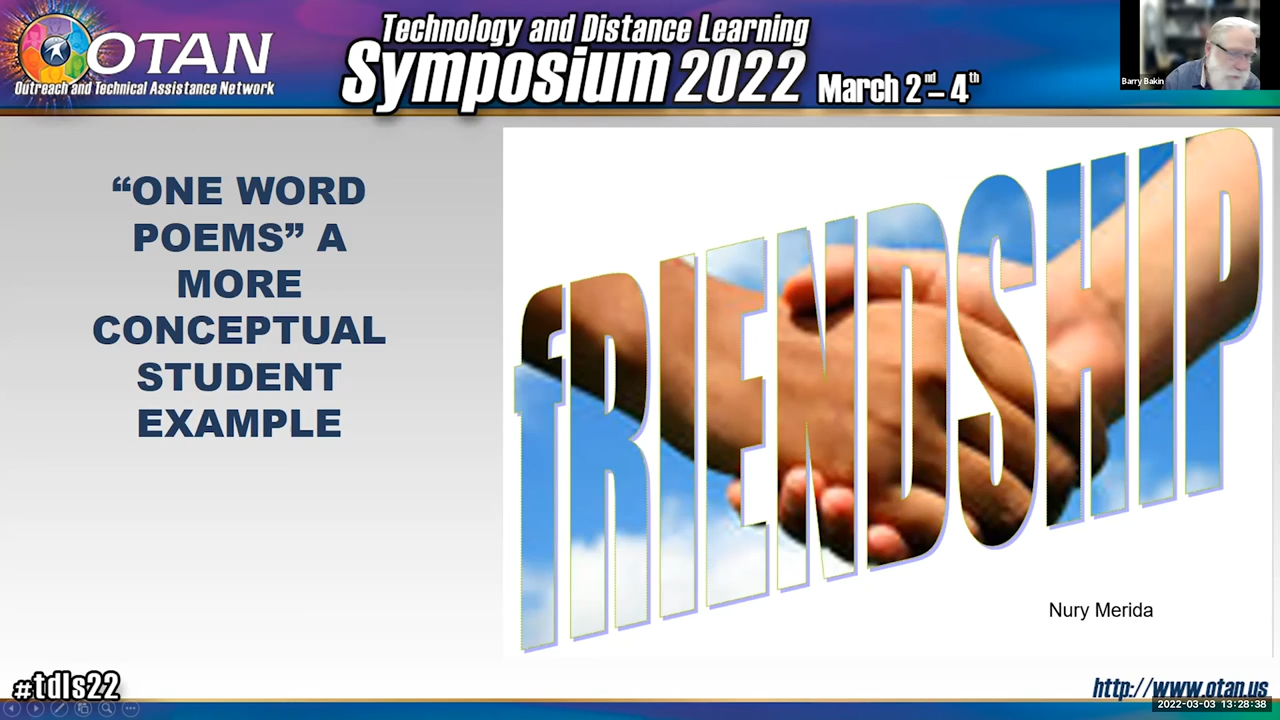 OTAN
Outreach and Technical Assistance Network
Technology and Distance Learning
Symposium 2022 March 2nd – 4th
Barry Bakin
“ONE WORD
POEMS” A
MORE
CONCEPTUAL
STUDENT
EXAMPLE
fRIENDSHIP
Nury Merida
#tdls22
http://www.otan.us
2022-03-03 13:28:38